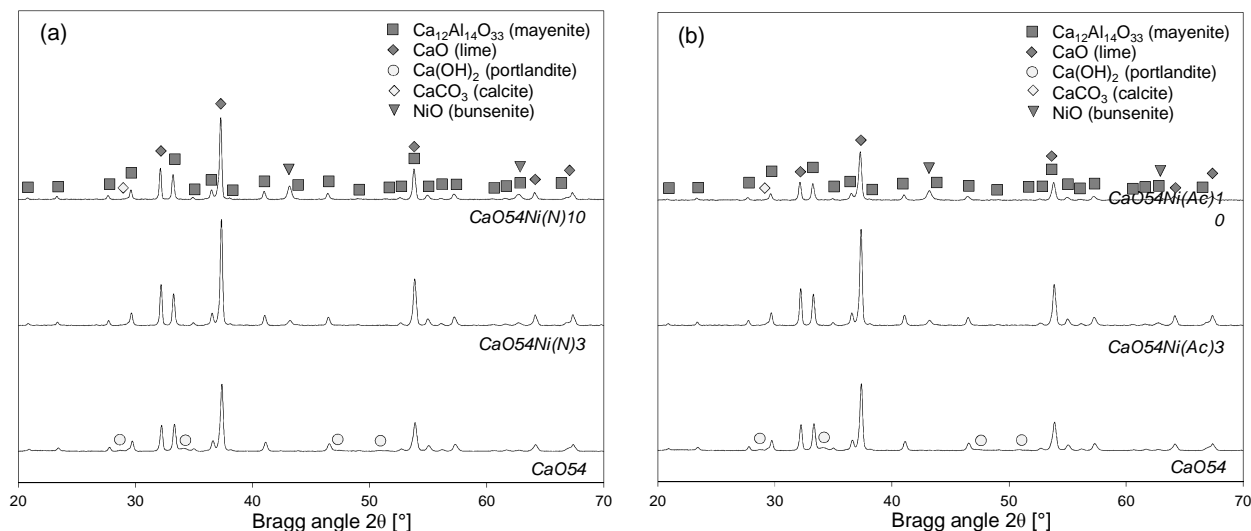 (a)
Ca₁₂Al₁₄O₃₃ (mayenite)
CaO (lime)
Ca(OH)₂ (portlandite)
CaCO₃ (calcite)
NiO (bunsenite)
CaO54Ni(N)10
CaO54Ni(N)3
CaO54
20 30 40 50 60 70
Bragg angle 2θ [°]
(b)
Ca₁₂Al₁₄O₃₃ (mayenite)
CaO (lime)
Ca(OH)₂ (portlandite)
CaCO₃ (calcite)
NiO (bunsenite)
CaO54Ni(Ac)1
0
CaO54Ni(Ac)3
CaO54
20 30 40 50 60 70
Bragg angle 2θ [°]